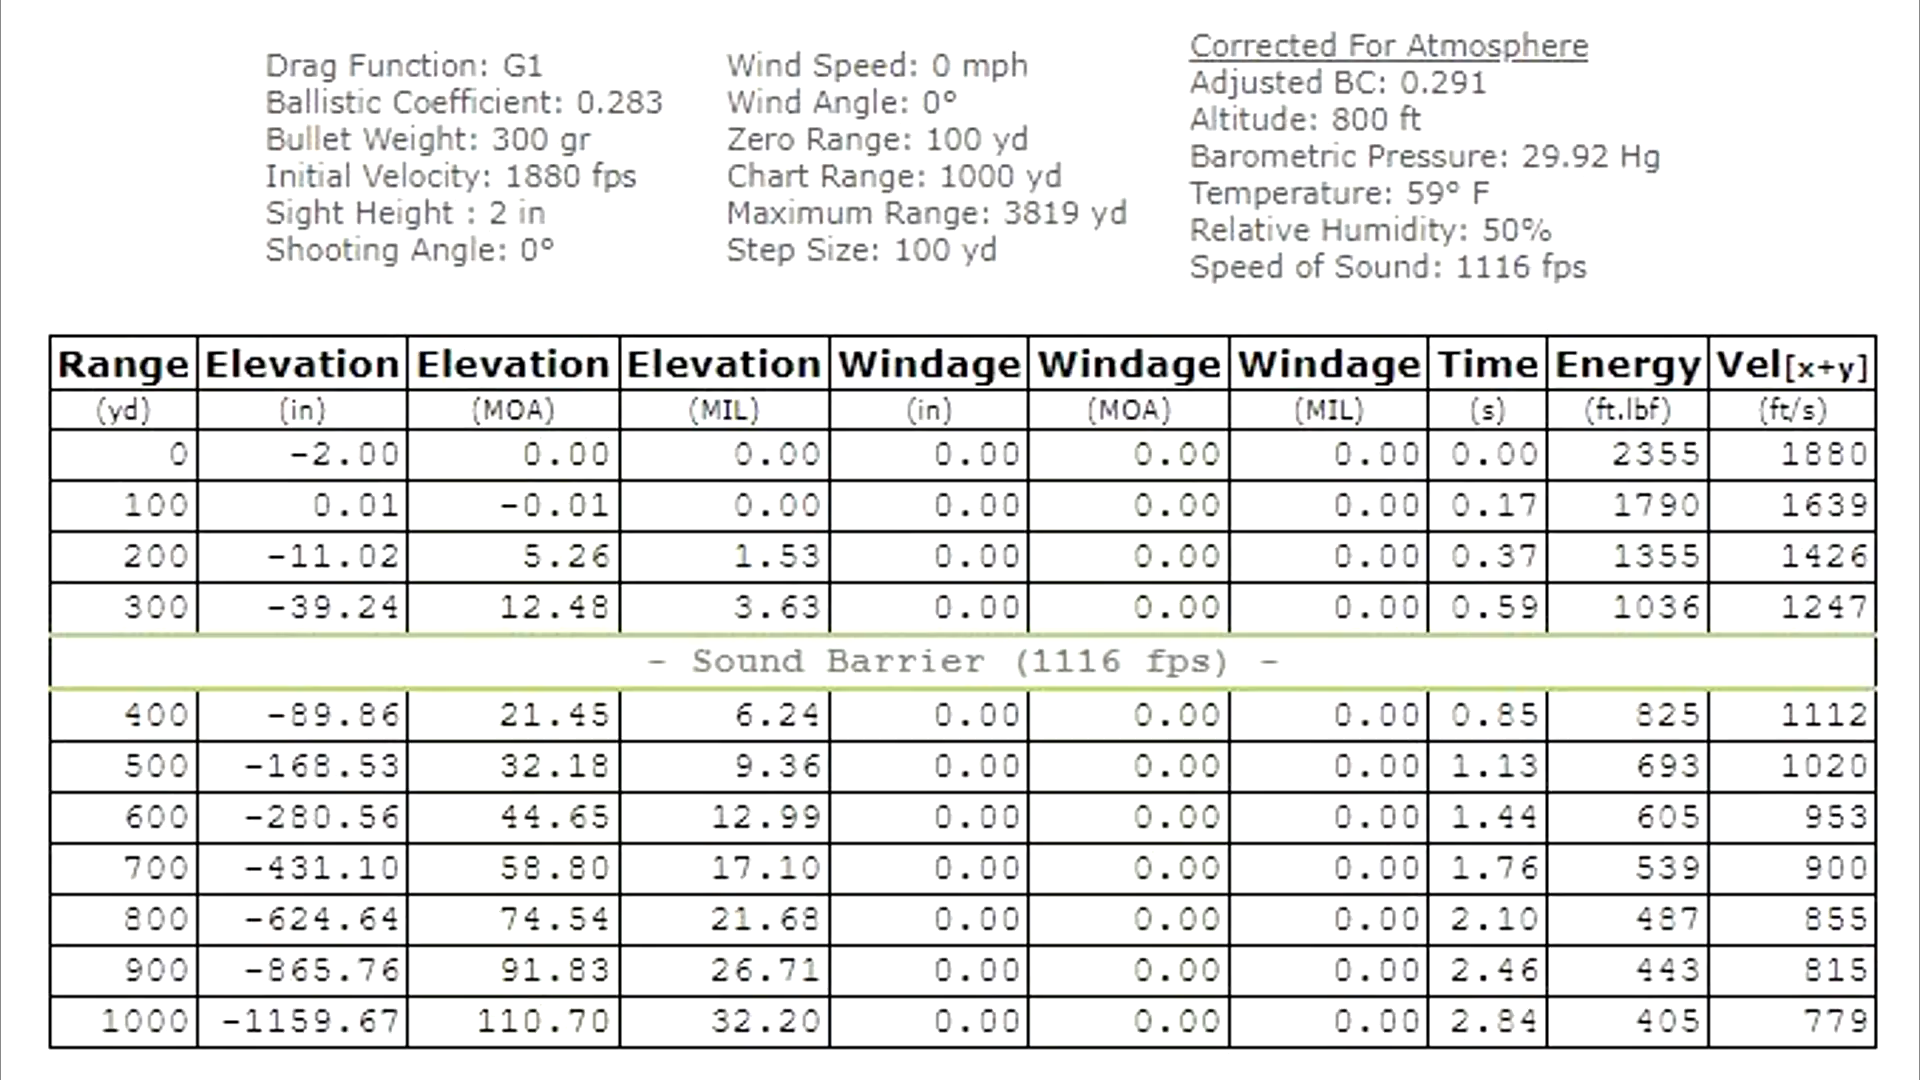 Drag Function: G1
Ballistic Coefficient: 0.283
Bullet Weight: 300 gr
Initial Velocity: 1880 fps
Sight Height : 2 in
Shooting Angle: 0°
Wind Speed: 0 mph
Wind Angle: 0°
Zero Range: 100 yd
Chart Range: 1000 yd
Maximum Range: 3819 yd
Step Size: 100 yd
Corrected For Atmosphere
Adjusted BC: 0.291
Altitude: 800 ft
Barometric Pressure: 29.92 Hg
Temperature: 59° F
Relative Humidity: 50%
Speed of Sound: 1116 fps
Range Elevation Elevation Elevation Windage Windage Windage Time Energy Vel[x+y]
(yd) (in) (MOA) (MIL) (in) (MOA) (MIL) (s) (ft.lbf) (ft/s)
0 -2.00 0.00 0.00 0.00 0.00 0.00 0.00 2355 1880
100 0.01 -0.01 0.00 0.00 0.00 0.00 0.17 1790 1639
200 -11.02 5.26 1.53 0.00 0.00 0.00 0.37 1355 1426
300 -39.24 12.48 3.63 0.00 0.00 0.00 0.59 1036 1247
- Sound Barrier (1116 fps) -
400 -89.86 21.45 6.24 0.00 0.00 0.00 0.85 825 1112
500 -168.53 32.18 9.36 0.00 0.00 0.00 1.13 693 1020
600 -280.56 44.65 12.99 0.00 0.00 0.00 1.44 605 953
700 -431.10 58.80 17.10 0.00 0.00 0.00 1.76 539 900
800 -624.64 74.54 21.68 0.00 0.00 0.00 2.10 487 855
900 -865.76 91.83 26.71 0.00 0.00 0.00 2.46 443 815
1000 -1159.67 110.70 32.20 0.00 0.00 0.00 2.84 405 779